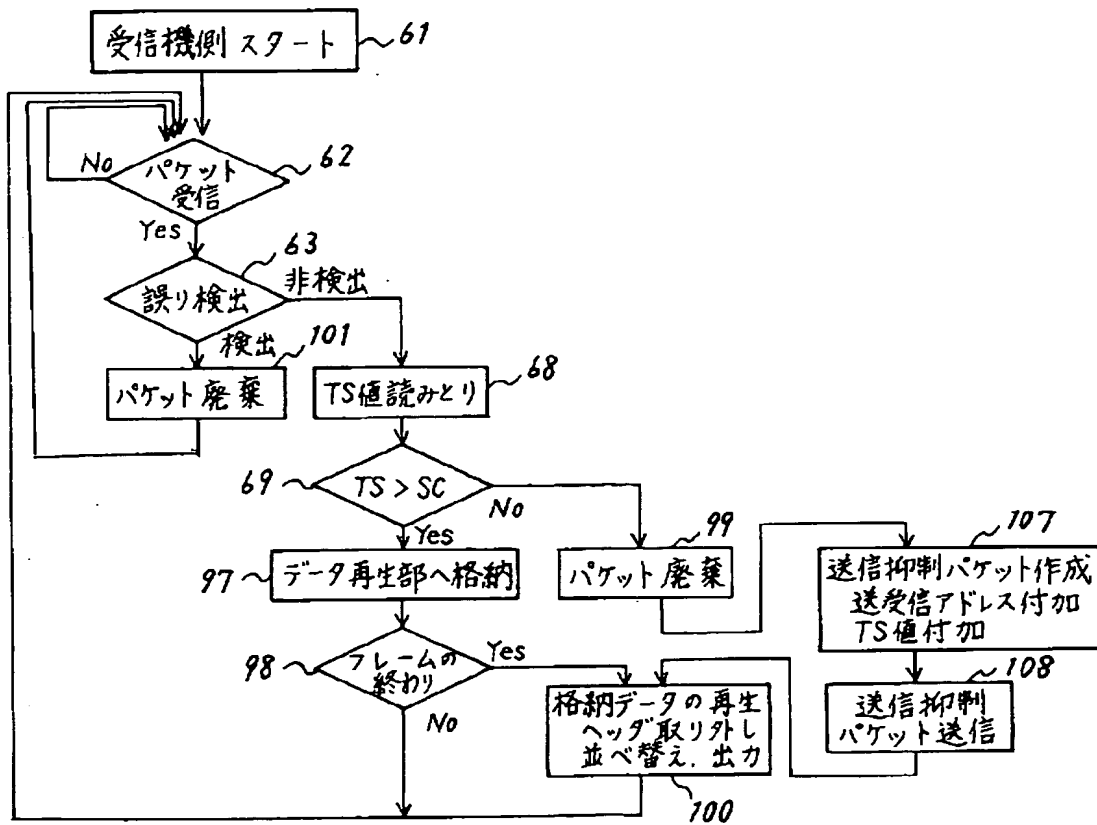 受信機側 スタート
61
No
パケット
受信
62
Yes
63
誤り検出
非検出
検出
101
パケット 廃棄
TS値読みとり
68
69
TS > SC
No
Yes
97
データ再生部へ格納
99
パケット 廃棄
107
送信抑制パケット作成
送受信アドレス付加
TS値付加
98
フレームの
終わり
Yes
No
108
送信抑制
パケット送信
格納データの再生
ヘッダ取り外し
並べ替え、出力
100